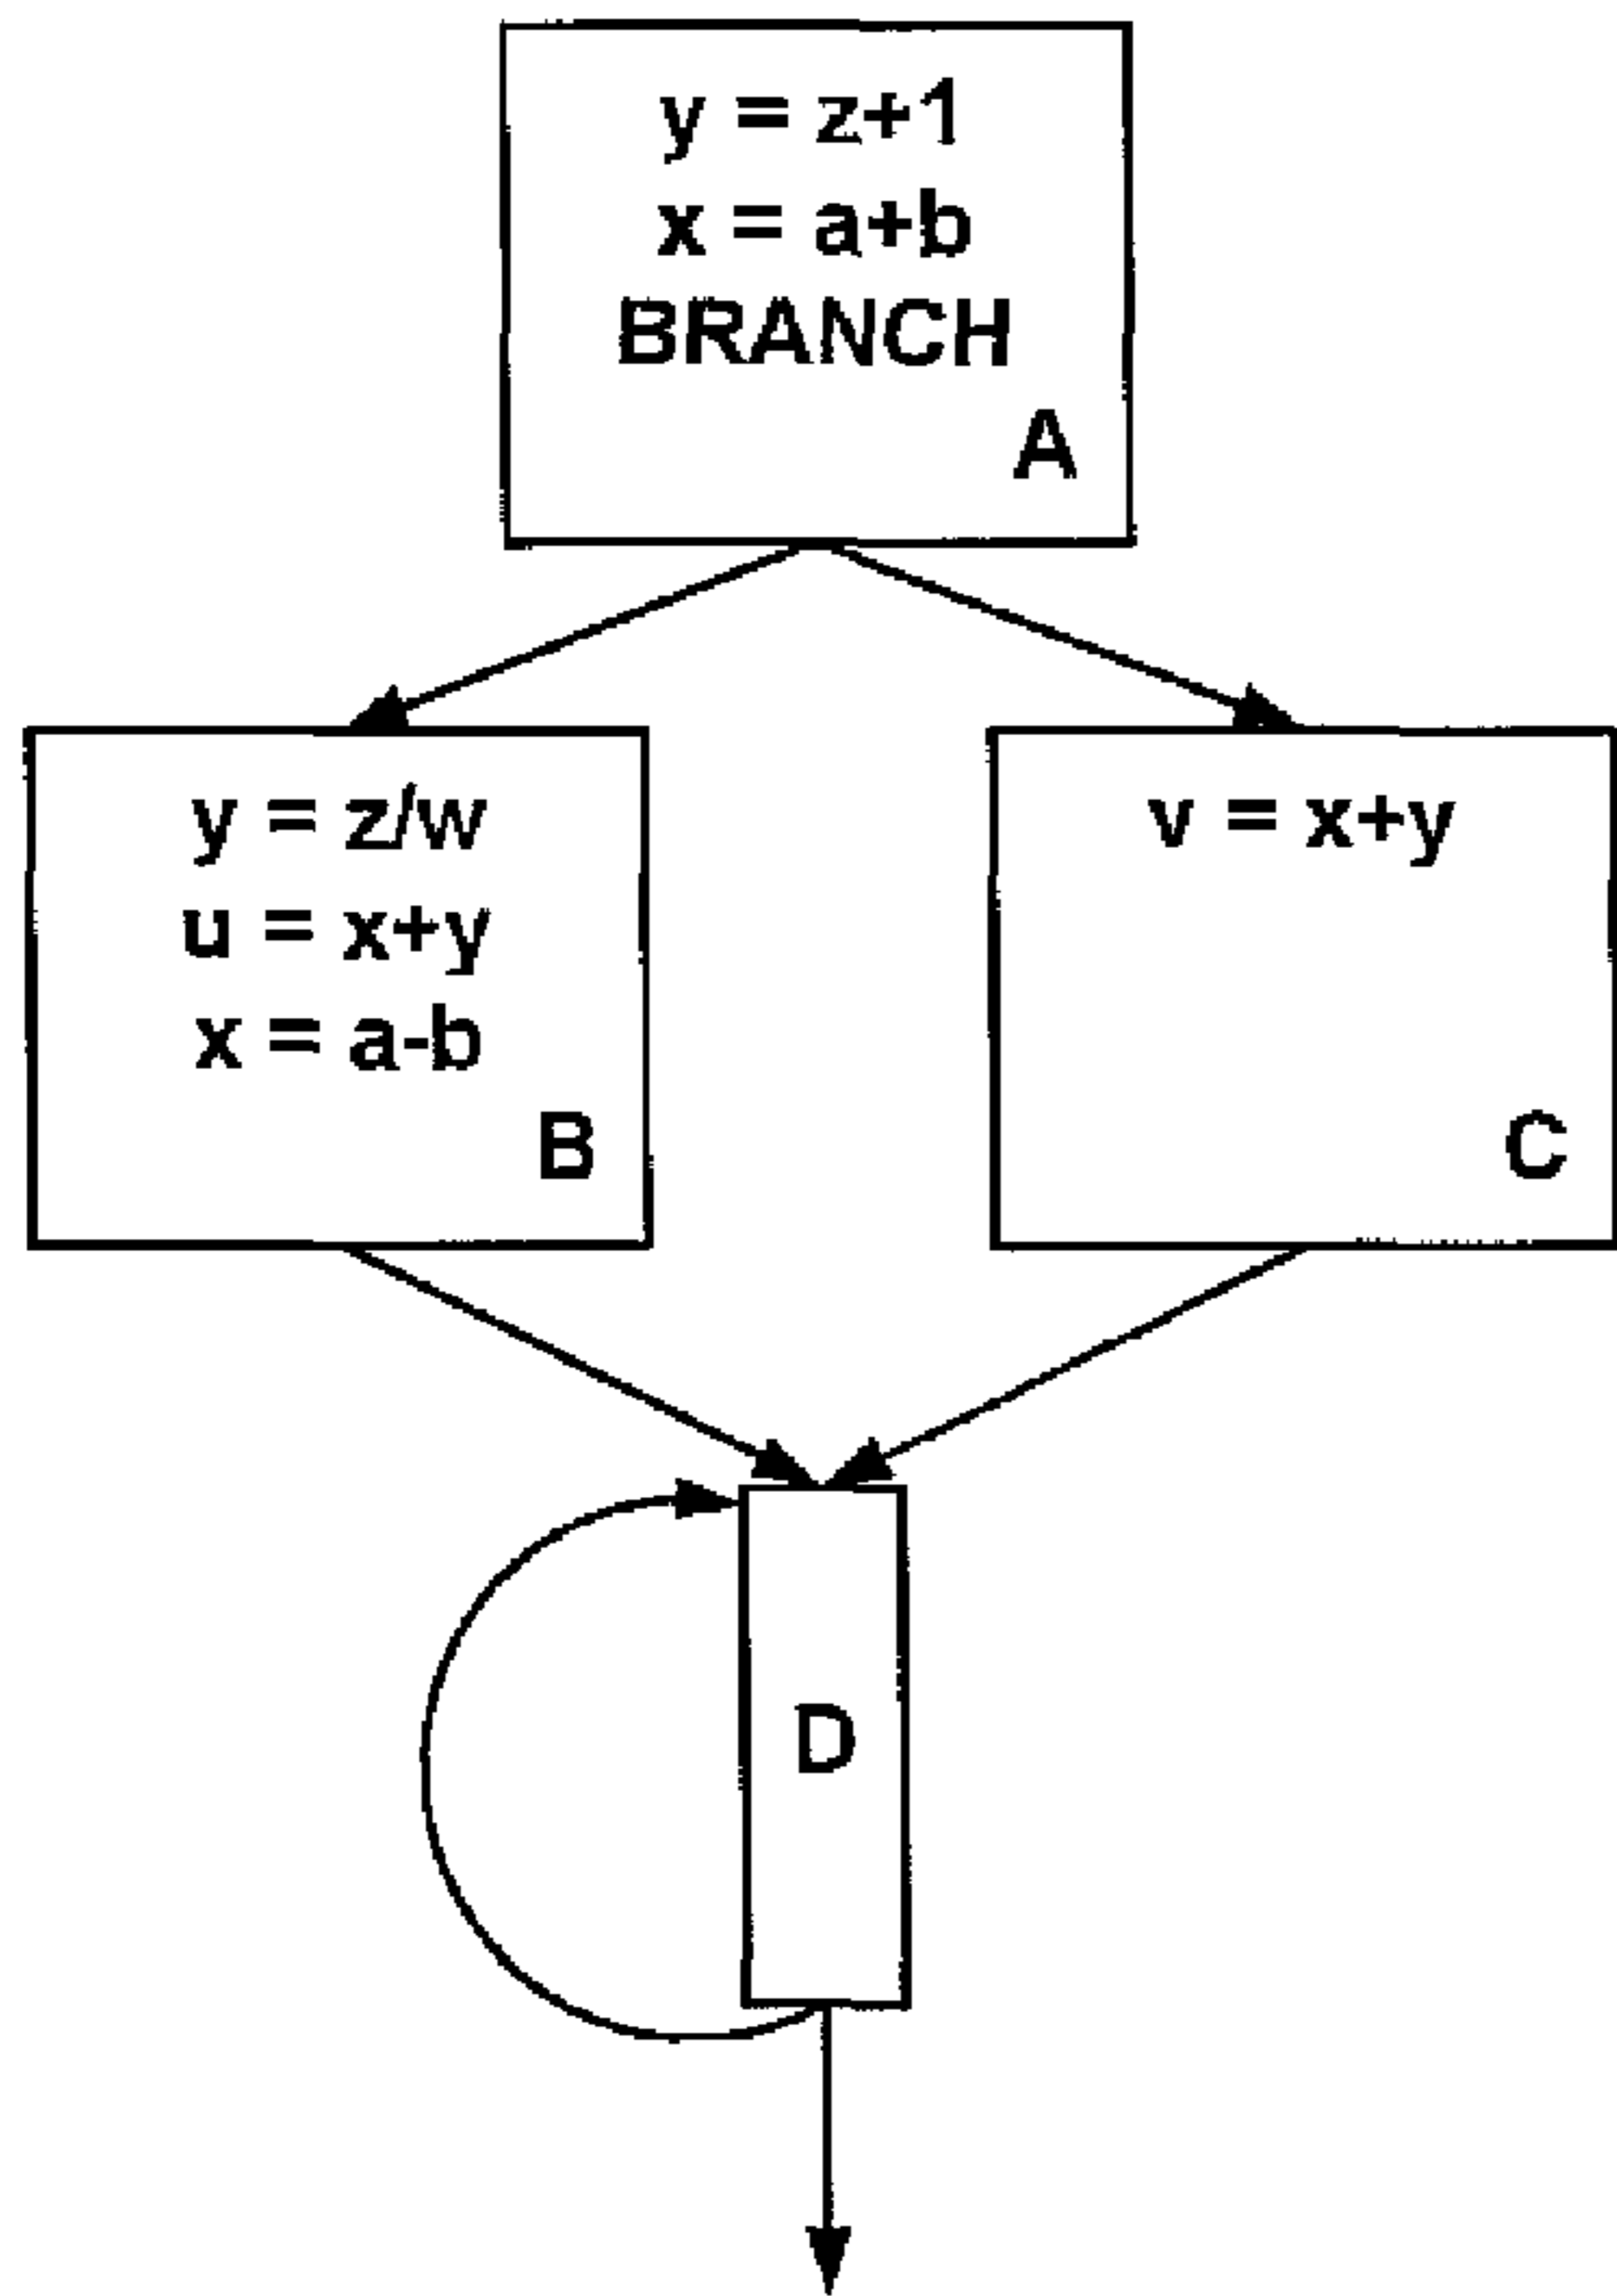 y = z+1
x = a+b
BRANCH
A
y = z/w
u = x+y
x = a-b
B
v = x+y
C
D